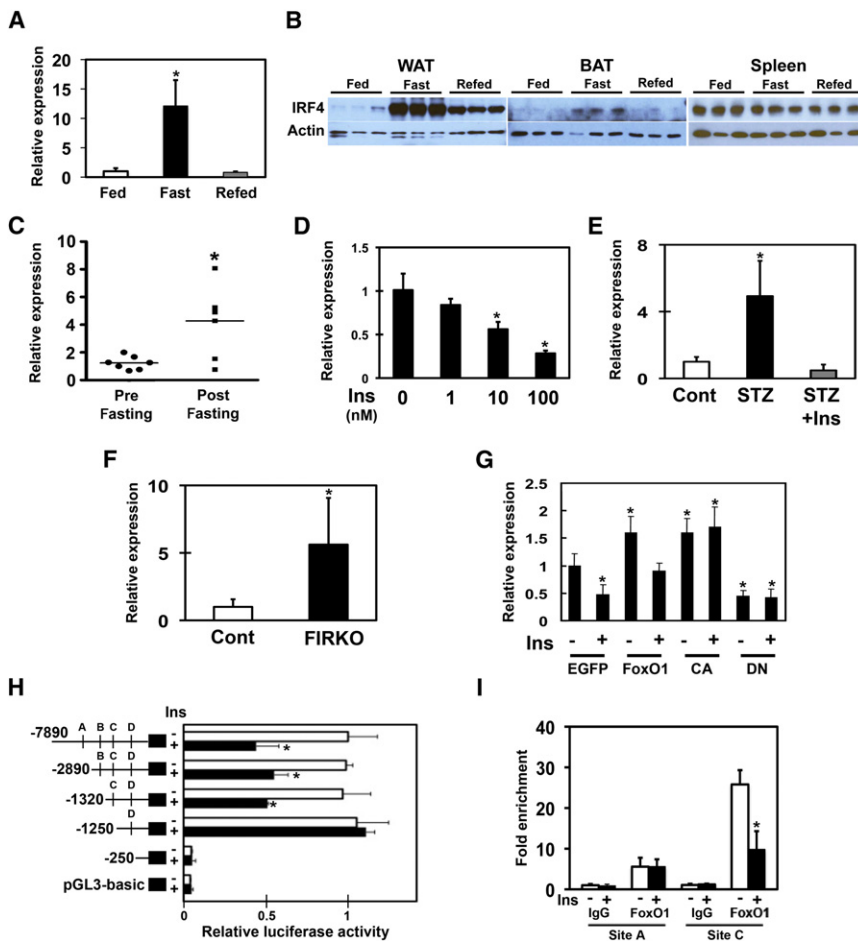 A
Relative expression
20
15
10
5
0
*
Fed Fast Refed
B
WAT BAT Spleen
Fed Fast Refed Fed Fast Refed Fed Fast Refed
IRF4
Actin
C
Relative expression
10
8
6
4
2
0
*
Pre Fasting
Post Fasting
D
Relative expression
1.5
1
0.5
0
* *
Ins (nM) 0 1 10 100
E
Relative expression
8
4
0
*
Cont STZ STZ +Ins
F
Relative expression
10
5
0
*
Cont FIRKO
G
Relative expression
2.5
2
1.5
1
0.5
0
* * * * * *
Ins - + - + - + - +
EGFP FoxO1 CA DN
H
Ins
A B C D
-7890 - + *
B C D
-2890 - + *
C D
-1320 - + *
D
-1250 - +
-250 - +
pGL3-basic - +
0 0.5 1
Relative luciferase activity
I
Fold enrichment
40
30
20
10
0
*
Ins - + - + - + - +
IgG FoxO1 IgG FoxO1
Site A Site C